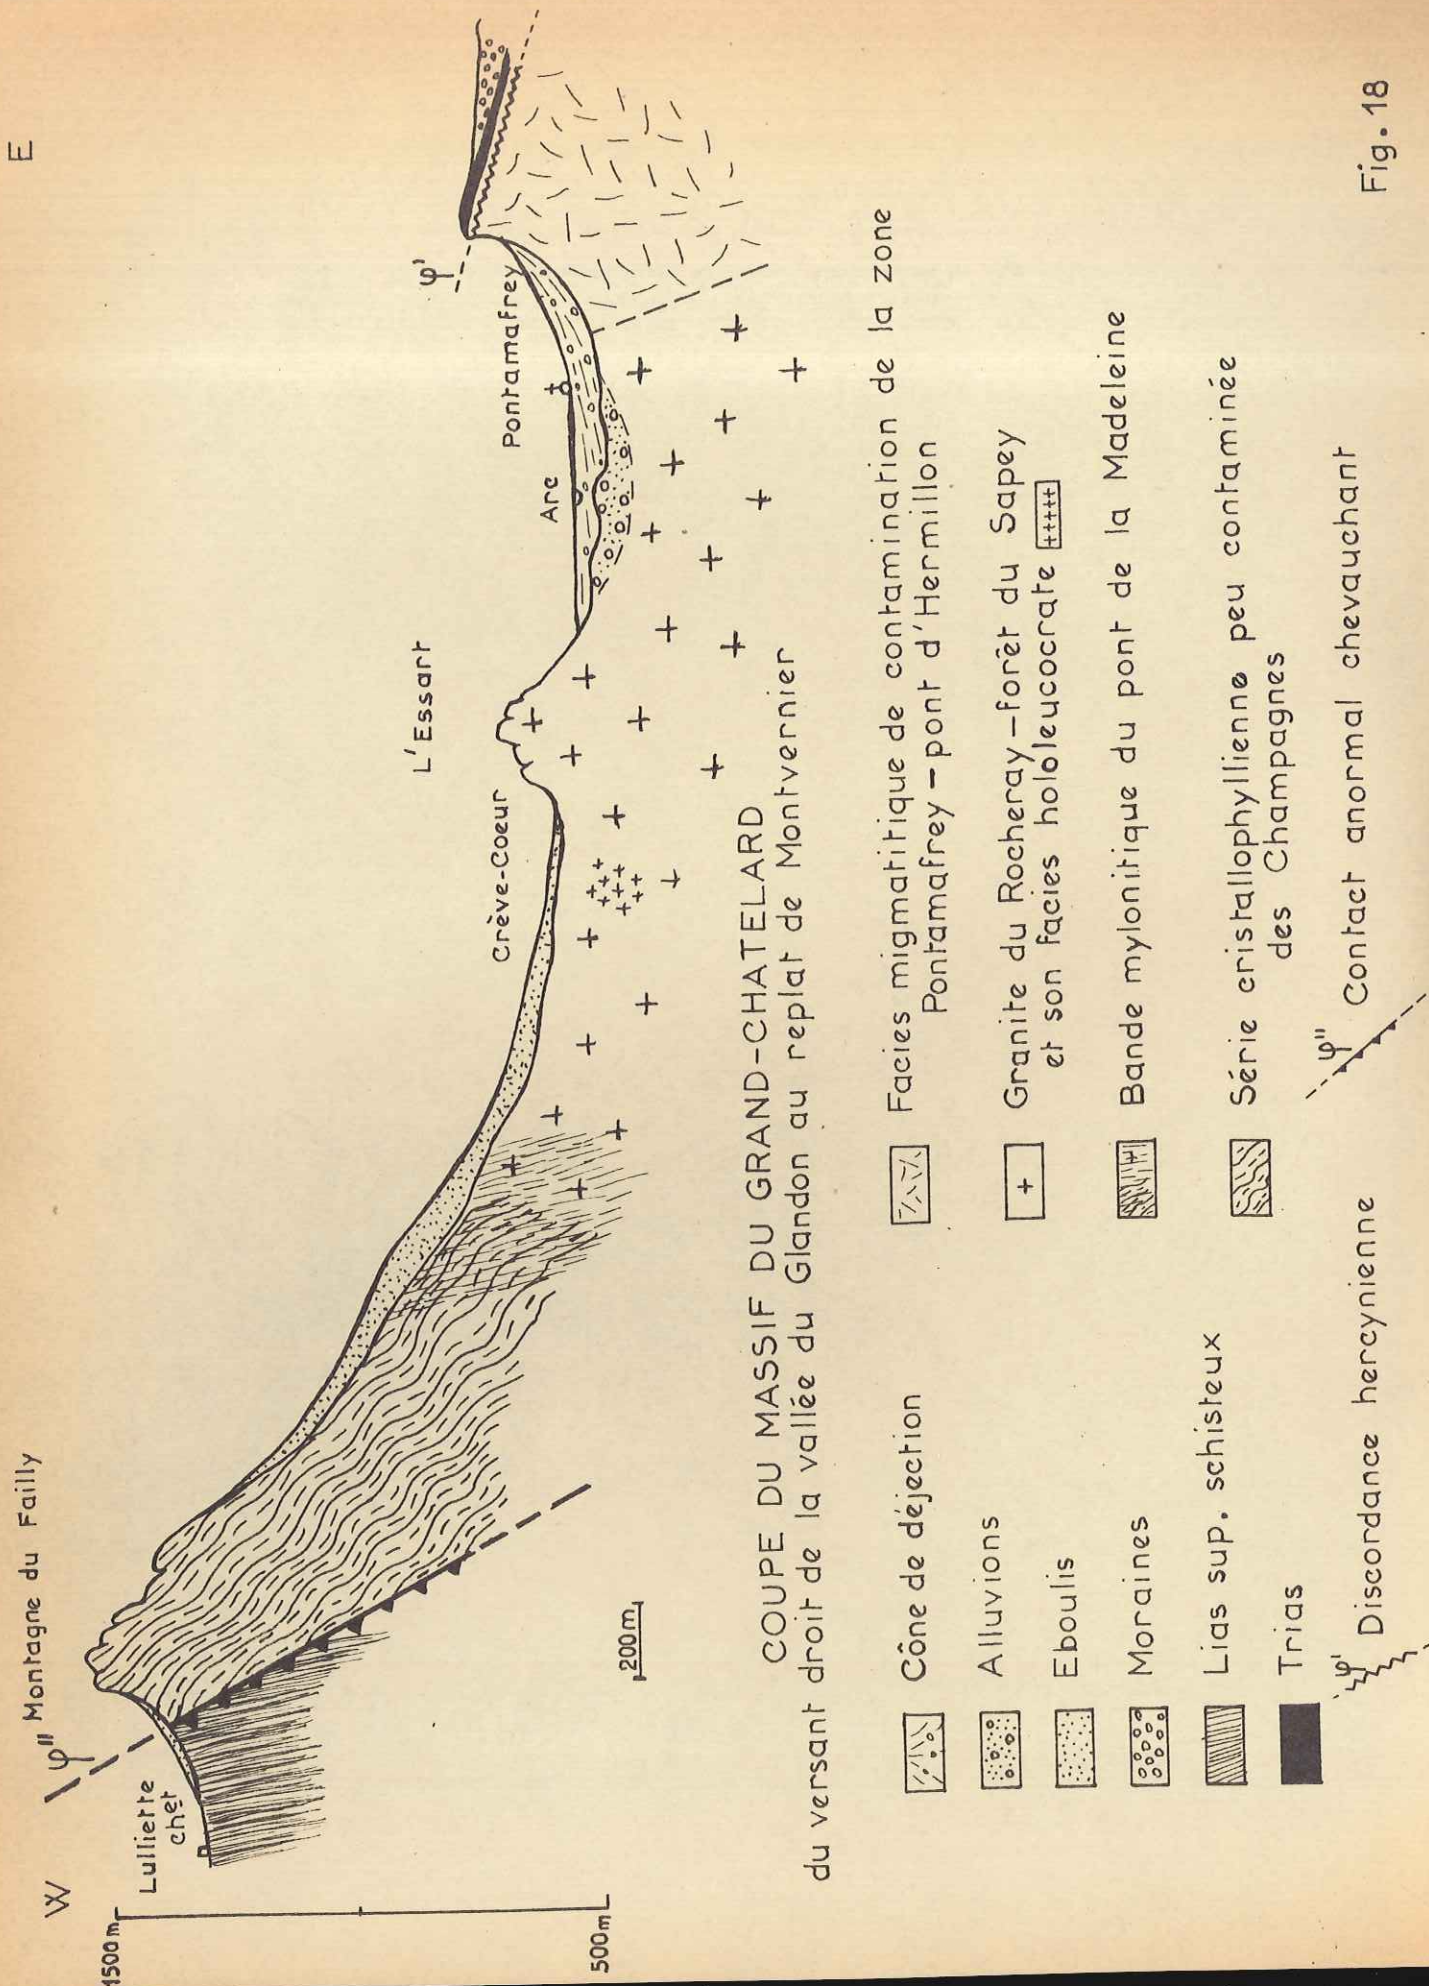 W
E
φ" Montagne du Failly
1500m
500m
Lulliette
chet
Crève-Coeur
L'Essart
Arc
Pontamafrey
φ'
200m
COUPE DU MASSIF DU GRAND-CHATELARD
du versant droit de la vallée du Glandon au replat de Montvernier
Cône de déjection
Alluvions
Eboulis
Moraines
Lias sup. schisteux
Trias
φ' Discordance hercynienne
Facies migmatitique de contamination de la zone
Pontamafrey - pont d'Hermillon
Granite du Rocheray - forêt du Sapey
et son facies hololeucocrate
Bande mylonitique du pont de la Madeleine
Série cristallophyllienne peu contaminée
des Champagnes
φ" Contact anormal chevauchant
Fig. 18